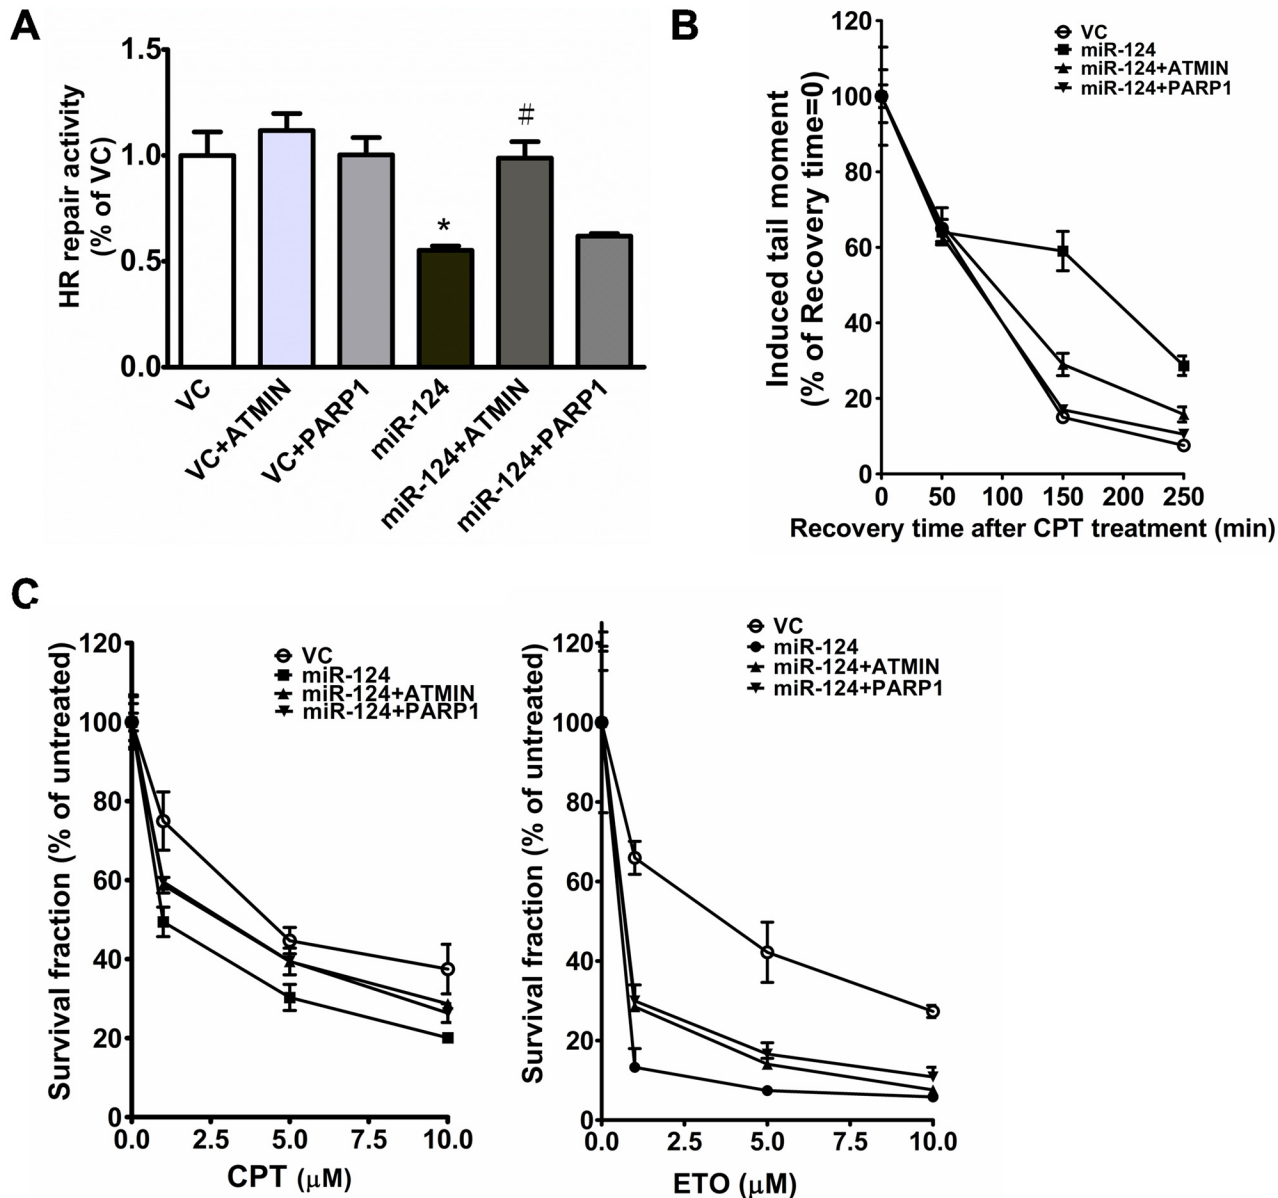 A
HR repair activity
(% of VC)
1.5
1.0
0.5
0.0
*
#
VC
VC+ATMIN
VC+PARP1
miR-124
miR-124+ATMIN
miR-124+PARP1
B
Induced tail moment
(% of Recovery time=0)
120
100
80
60
40
20
0
VC
miR-124
miR-124+ATMIN
miR-124+PARP1
0 50 100 150 200 250
Recovery time after CPT treatment (min)
C
Survival fraction (% of untreated)
120
100
80
60
40
20
0
VC
miR-124
miR-124+ATMIN
miR-124+PARP1
0.0 2.5 5.0 7.5 10.0
CPT (μM)
Survival fraction (% of untreated)
120
100
80
60
40
20
0
VC
miR-124
miR-124+ATMIN
miR-124+PARP1
0.0 2.5 5.0 7.5 10.0
ETO (μM)